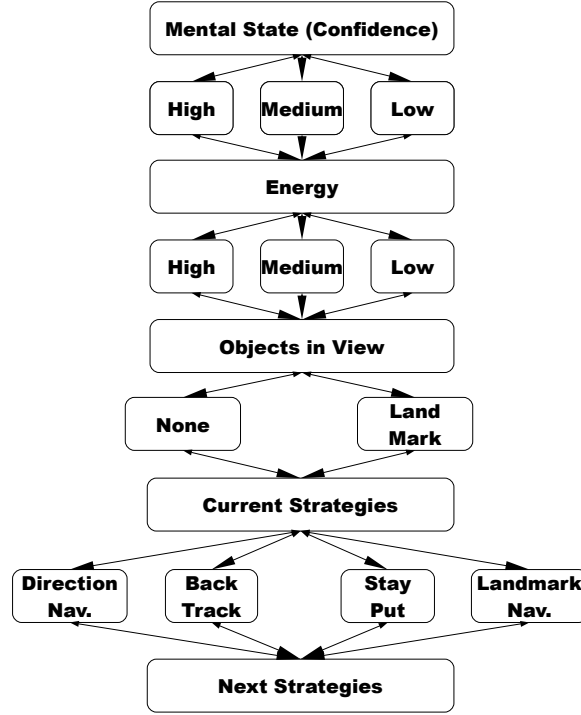 Mental State (Confidence)
High
Medium
Low
Energy
High
Medium
Low
Objects in View
None
Land
Mark
Current Strategies
Direction
Nav.
Back
Track
Stay
Put
Landmark
Nav.
Next Strategies